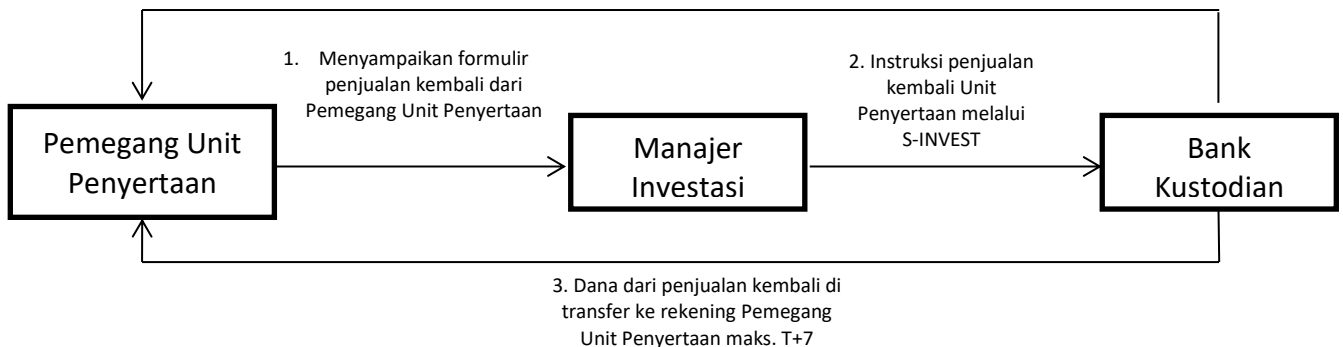 1. Menyampaikan formulir
penjualan kembali dari
Pemegang Unit Penyertaan
2. Instruksi penjualan
kembali Unit
Penyertaan melalui
S-INVEST
Pemegang Unit
Penyertaan
Manajer
Investasi
Bank
Kustodian
3. Dana dari penjualan kembali di
transfer ke rekening Pemegang
Unit Penyertaan maks. T+7